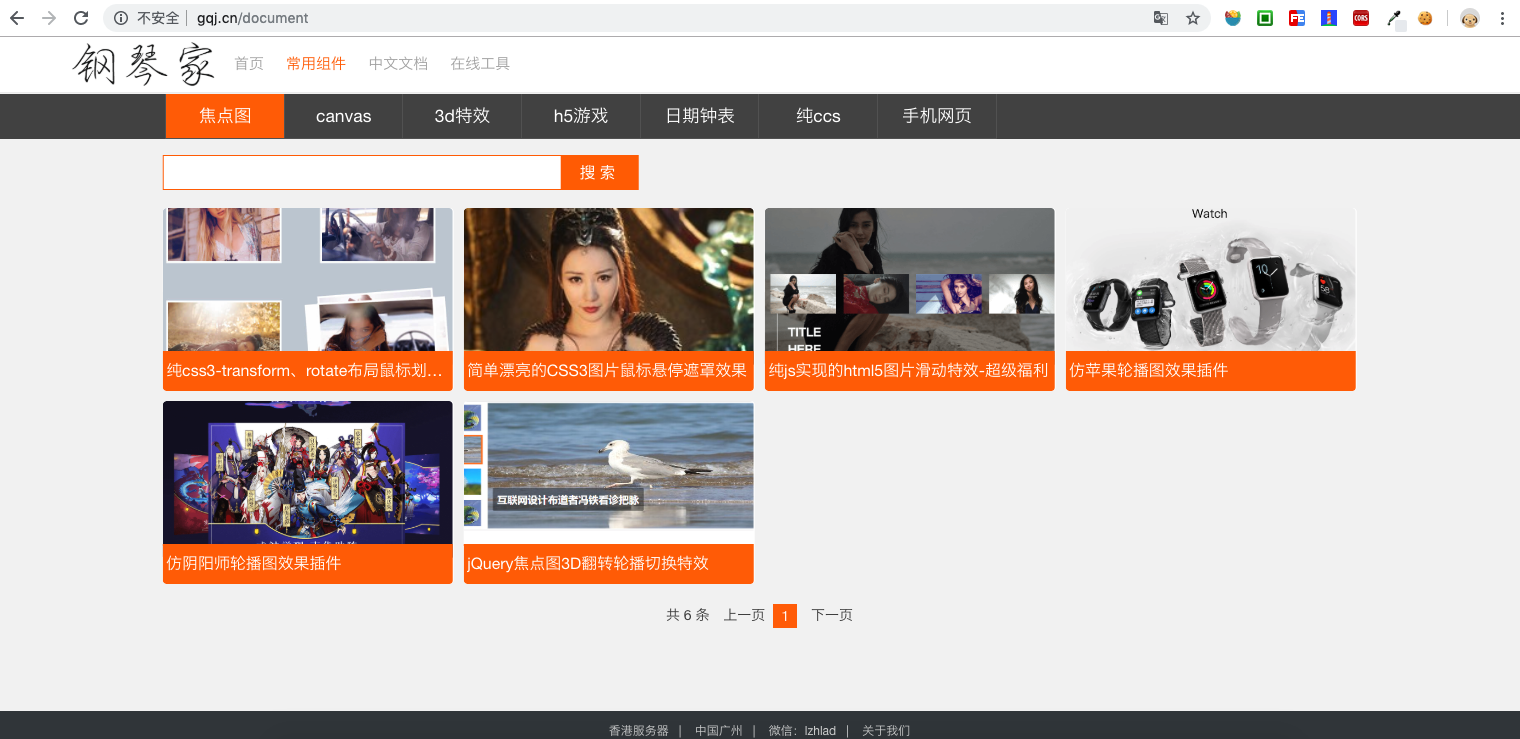 不安全 | gqj.cn/document
钢琴家 首页 常用组件 中文文档 在线工具
焦点图 canvas 3d特效 h5游戏 日期钟表 纯ccs 手机网页
搜 索
Watch
TITLE
HERE
纯css3-transform、rotate布局鼠标划... 简单漂亮的CSS3图片鼠标悬停遮罩效果 纯js实现的html5图片滑动特效-超级福利 仿苹果轮播图效果插件
互联网设计布道者冯铁看诊把脉
仿阴阳师轮播图效果插件 jQuery焦点图3D翻转轮播切换特效
共 6 条 上一页 1 下一页
香港服务器 | 中国广州 | 微信：lzhlad | 关于我们